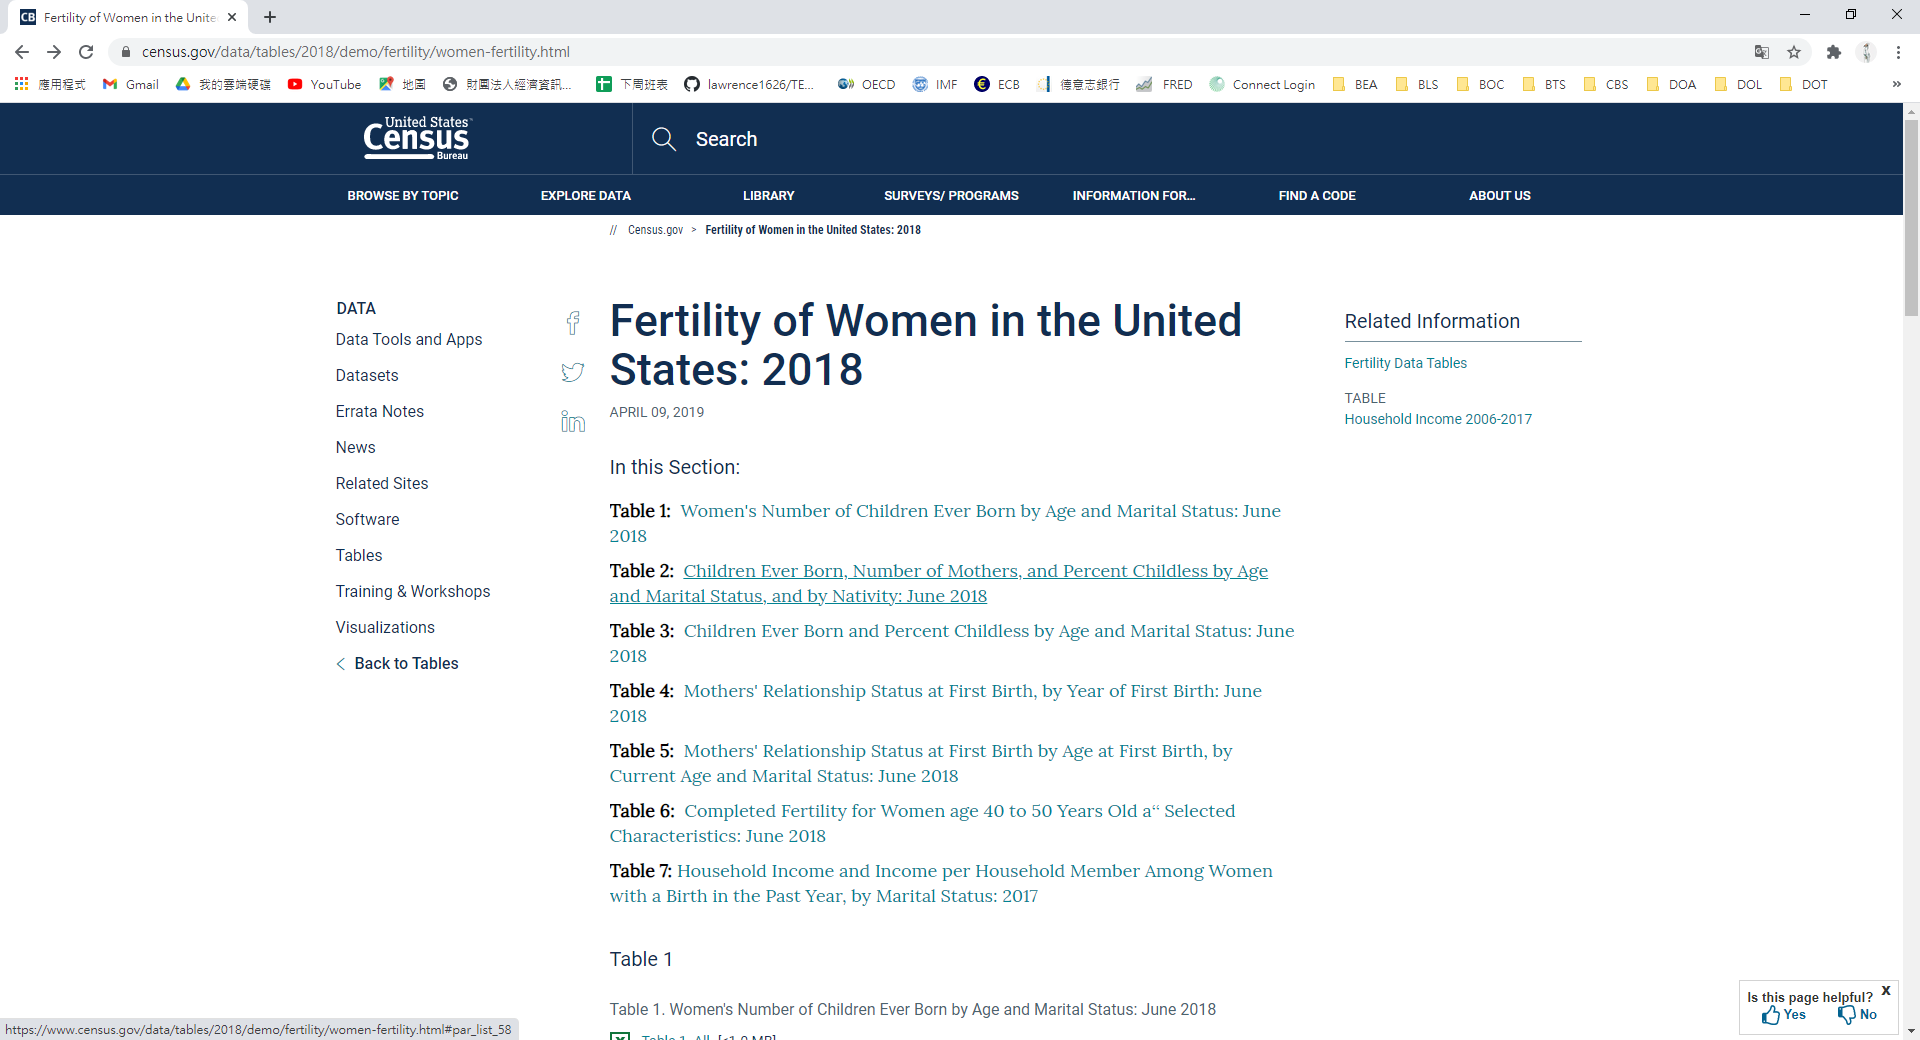 Fertility of Women in the Unite
census.gov/data/tables/2018/demo/fertility/women-fertility.html
應用程式 Gmail 我的雲端硬碟 YouTube 地圖 財團法人經濟資訊... 下周班表 lawrence1626/TE... OECD IMF ECB 德意志銀行 FRED Connect Login BEA BLS BOC BTS CBS DOA DOL DOT »
United States
Census
Bureau
Search
BROWSE BY TOPIC EXPLORE DATA LIBRARY SURVEYS/ PROGRAMS INFORMATION FOR... FIND A CODE ABOUT US
// Census.gov > Fertility of Women in the United States: 2018
DATA
Data Tools and Apps
Datasets
Errata Notes
News
Related Sites
Software
Tables
Training & Workshops
Visualizations
Back to Tables
Fertility of Women in the United
States: 2018
APRIL 09, 2019
In this Section:
Table 1: Women's Number of Children Ever Born by Age and Marital Status: June
2018
Table 2: Children Ever Born, Number of Mothers, and Percent Childless by Age
and Marital Status, and by Nativity: June 2018
Table 3: Children Ever Born and Percent Childless by Age and Marital Status: June
2018
Table 4: Mothers' Relationship Status at First Birth, by Year of First Birth: June
2018
Table 5: Mothers' Relationship Status at First Birth by Age at First Birth, by
Current Age and Marital Status: June 2018
Table 6: Completed Fertility for Women age 40 to 50 Years Old a“ Selected
Characteristics: June 2018
Table 7: Household Income and Income per Household Member Among Women
with a Birth in the Past Year, by Marital Status: 2017
Table 1
Table 1. Women's Number of Children Ever Born by Age and Marital Status: June 2018
Table 1. All [<1.0 MB]
Related Information
Fertility Data Tables
TABLE
Household Income 2006-2017
Is this page helpful? X
Yes No
https://www.census.gov/data/tables/2018/demo/fertility/women-fertility.html#par_list_58